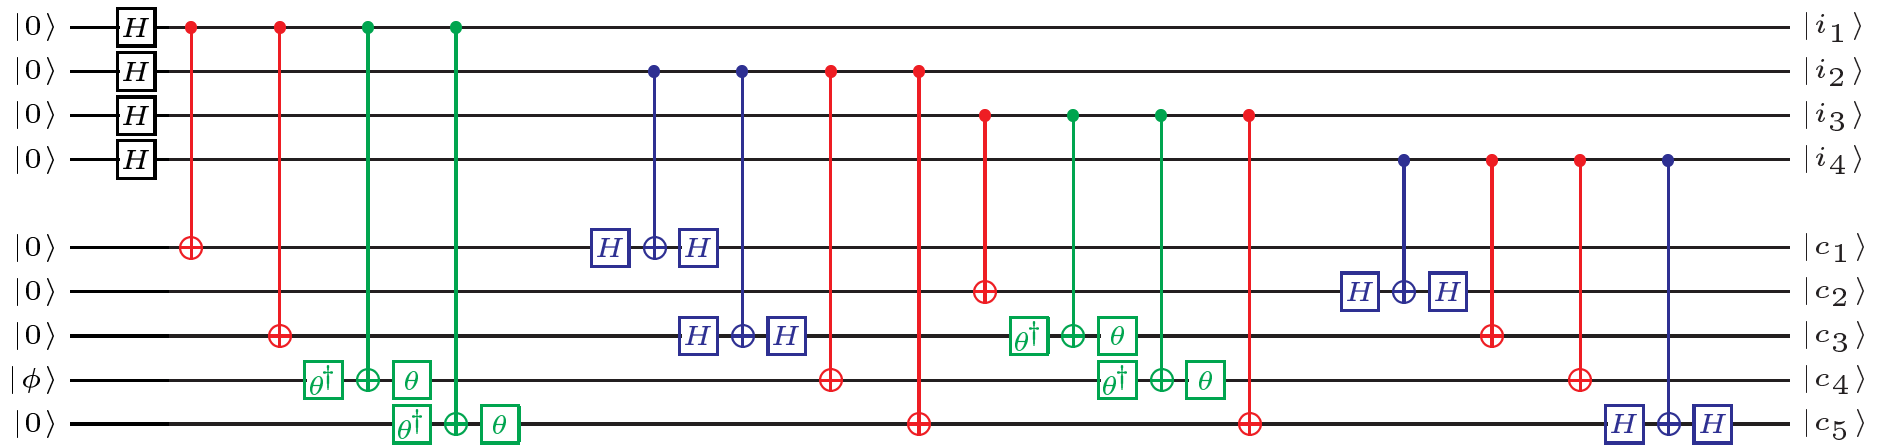 |0⟩ H |i₁⟩
|0⟩ H |i₂⟩
|0⟩ H |i₃⟩
|0⟩ H |i₄⟩
|0⟩ H H |c₁⟩
|0⟩ H H |c₂⟩
|0⟩ H H θ† θ |c₃⟩
|ϕ⟩ θ† θ θ† θ |c₄⟩
|0⟩ θ† θ H H |c₅⟩